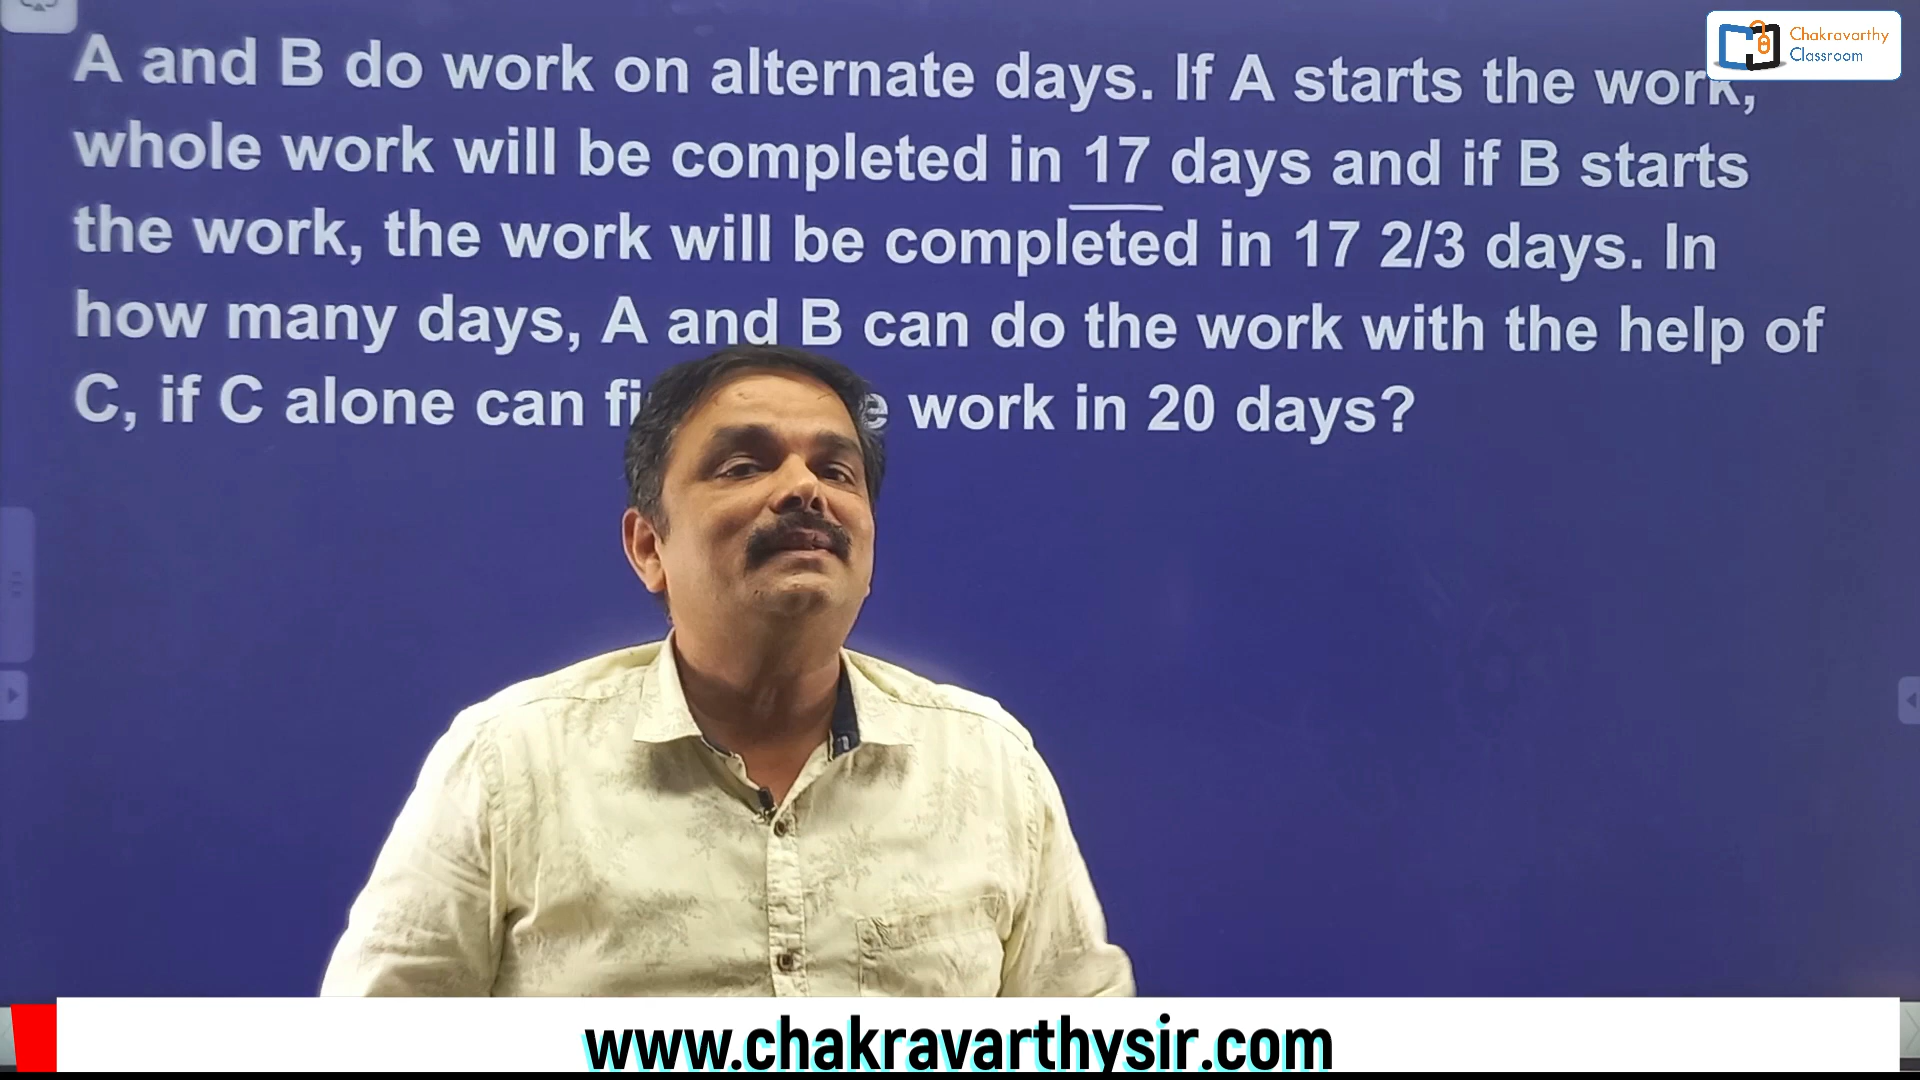 A and B do work on alternate days. If A starts the work,
whole work will be completed in 17 days and if B starts
the work, the work will be completed in 17 2/3 days. In
how many days, A and B can do the work with the help of
C, if C alone can work in 20 days?
Chakravarthy
Classroom
www.chakravarthysir.com